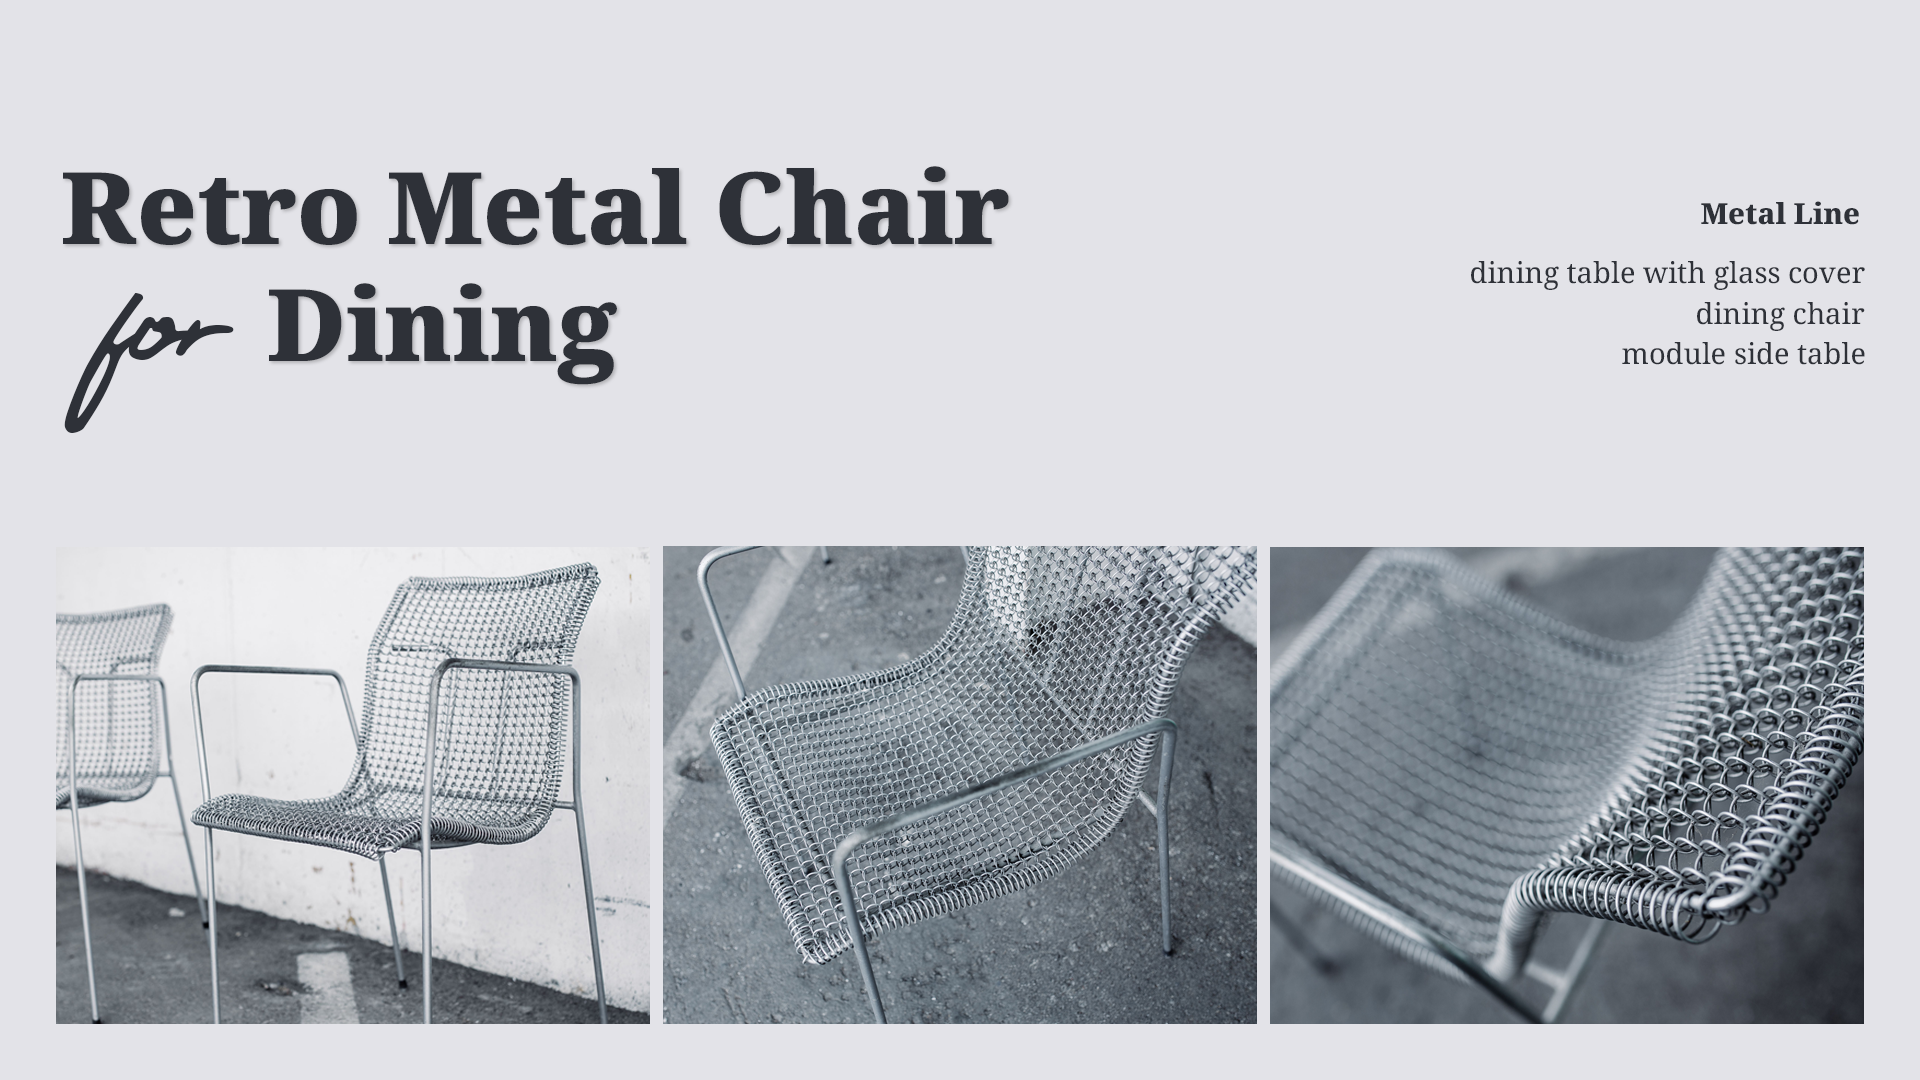 Retro Metal Chair
for Dining
Metal Line
dining table with glass cover
dining chair
module side table